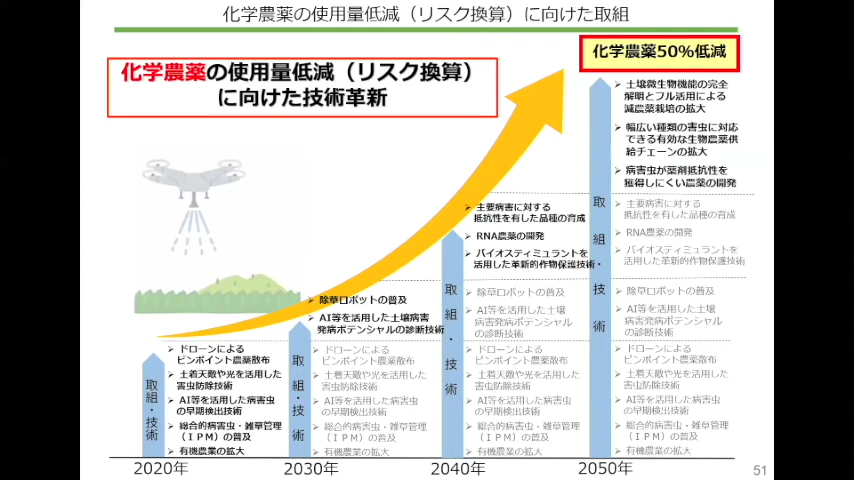 化学農薬の使用量低減（リスク換算）に向けた取組
化学農薬の使用量低減（リスク換算）
に向けた技術革新
化学農薬50%低減
➢ 土壌微生物機能の完全
解明とフル活用による
減農薬栽培の拡大
➢ 幅広い種類の害虫に対応
できる有効な生物農薬供
給チェーンの拡大
➢ 病害虫が薬剤抵抗性を
獲得しにくい農薬の開発
➢ 主要病害に対する
抵抗性を有した品種の育成
➢ RNA農薬の開発
➢ バイオスティミュラントを
活用した革新的作物保護技術
➢ 主要病害に対する
抵抗性を有した品種の育成
➢ RNA農薬の開発
➢ バイオスティミュラントを
活用した革新的作物保護技術
➢ 除草ロボットの普及
➢ AI等を活用した土壌病害
発病ポテンシャルの診断技術
➢ 除草ロボットの普及
➢ AI等を活用した土壌
病害発病ポテンシャル
の診断技術
➢ 除草ロボットの普及
➢ AI等を活用した土壌
病害発病ポテンシャル
の診断技術
取組・技術
➢ ドローンによる
ピンポイント農薬散布
➢ 土着天敵や光を活用した
害虫防除技術
➢ AI等を活用した病害虫
の早期検出技術
➢ 総合的病害虫・雑草管理
（ＩＰＭ）の普及
➢ 有機農業の拡大
取組・技術
➢ ドローンによる
ピンポイント農薬散布
➢ 土着天敵や光を活用した
害虫防除技術
➢ AI等を活用した病害虫
の早期検出技術
➢ 総合的病害虫・雑草管理
（ＩＰＭ）の普及
➢ 有機農業の拡大
取組・技術
➢ ドローンによる
ピンポイント農薬散布
➢ 土着天敵や光を活用した
害虫防除技術
➢ AI等を活用した病害虫
の早期検出技術
➢ 総合的病害虫・雑草管理
（ＩＰＭ）の普及
➢ 有機農業の拡大
取組・技術
➢ ドローンによる
ピンポイント農薬散布
➢ 土着天敵や光を活用した
害虫防除技術
➢ AI等を活用した病害虫
の早期検出技術
➢ 総合的病害虫・雑草管理
（ＩＰＭ）の普及
➢ 有機農業の拡大
2020年
2030年
2040年
2050年
51